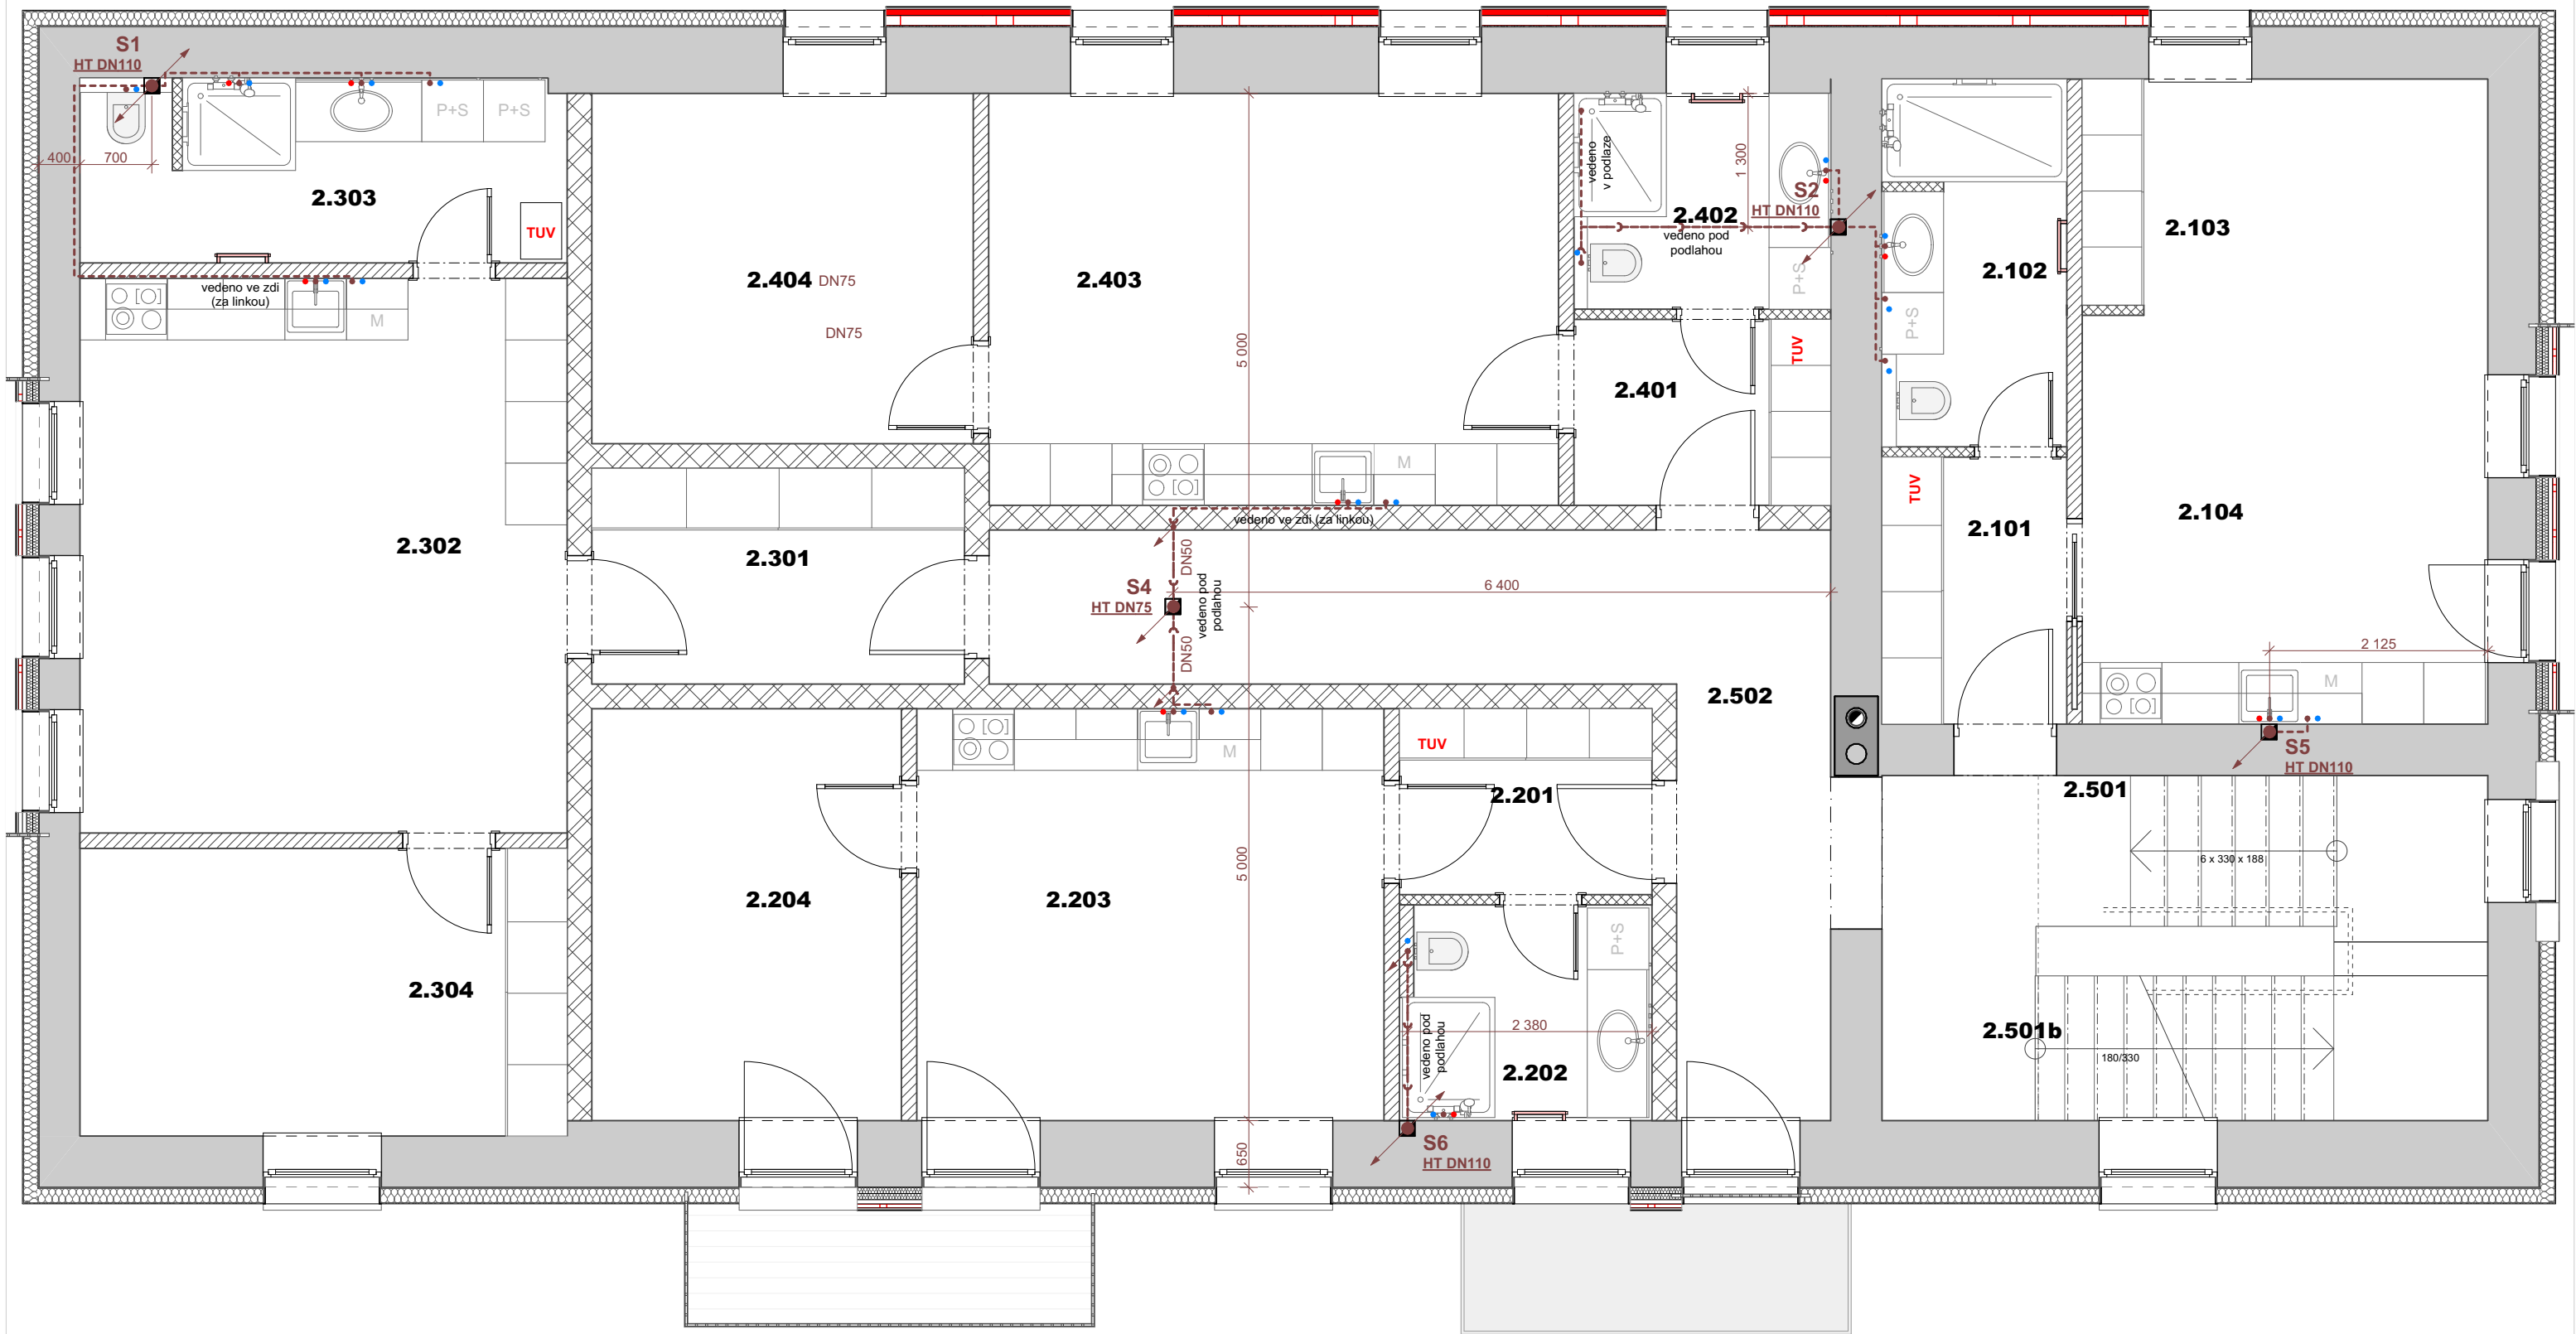 S1
HT DN110
400
700
P+S
P+S
2.303
TUV
vedeno ve zdi
(za linkou)
M
2.302
2.304
2.404
DN75
DN75
2.403
5 000
M
vedeno ve zdi (za linkou)
2.301
DN50
S4
HT DN75
vedeno pod
podlahou
DN50
6 400
vedeno
v podlaze
1 300
S2
HT DN110
2.402
vedeno pod
podlahou
P+S
2.401
TUV
2.102
P+S
2.103
TUV
2.101
2.104
2 125
M
S5
HT DN110
2.502
2.501
6 x 330 x 188
2.501b
180/330
M
TUV
2.201
2.204
2.203
5 000
P+S
2 380
vedeno pod
podlahou
2.202
S6
HT DN110
650